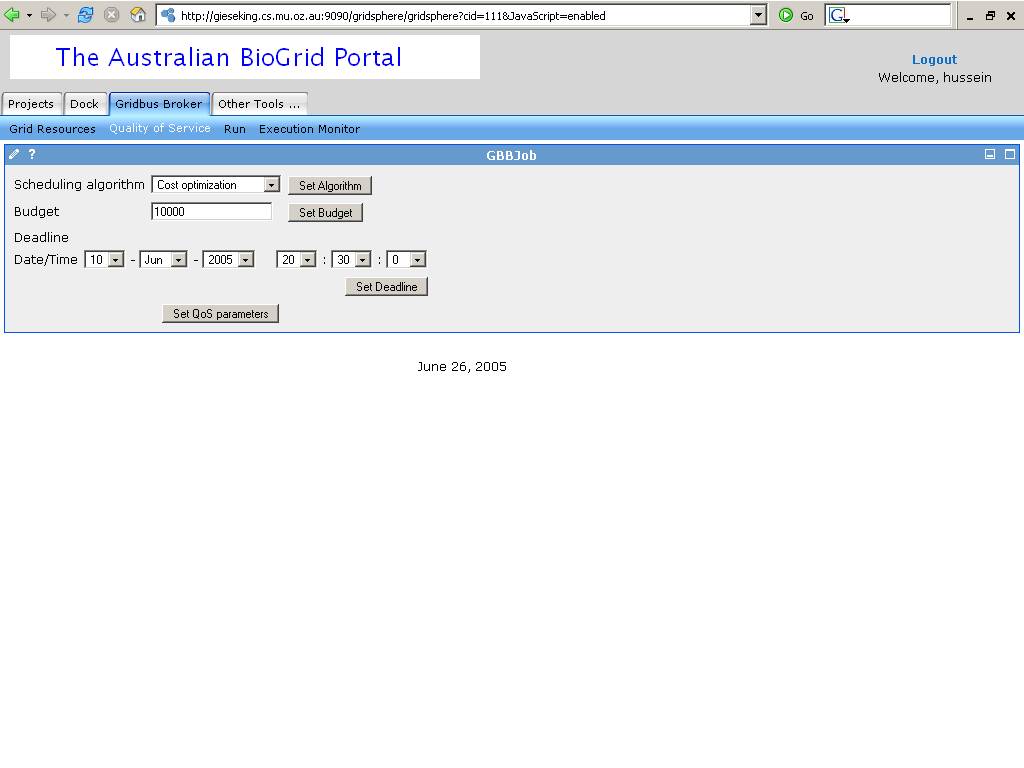 http://gieseking.cs.mu.oz.au:9090/gridsphere/gridsphere?cid=111&JavaScript=enabled Go G
The Australian BioGrid Portal
Logout
Welcome, hussein
Projects Dock Gridbus Broker Other Tools ...
Grid Resources Quality of Service Run Execution Monitor
? GBBJob
Scheduling algorithm Cost optimization Set Algorithm
Budget 10000 Set Budget
Deadline
Date/Time 10 - Jun - 2005 20 : 30 : 0
Set Deadline
Set QoS parameters
June 26, 2005